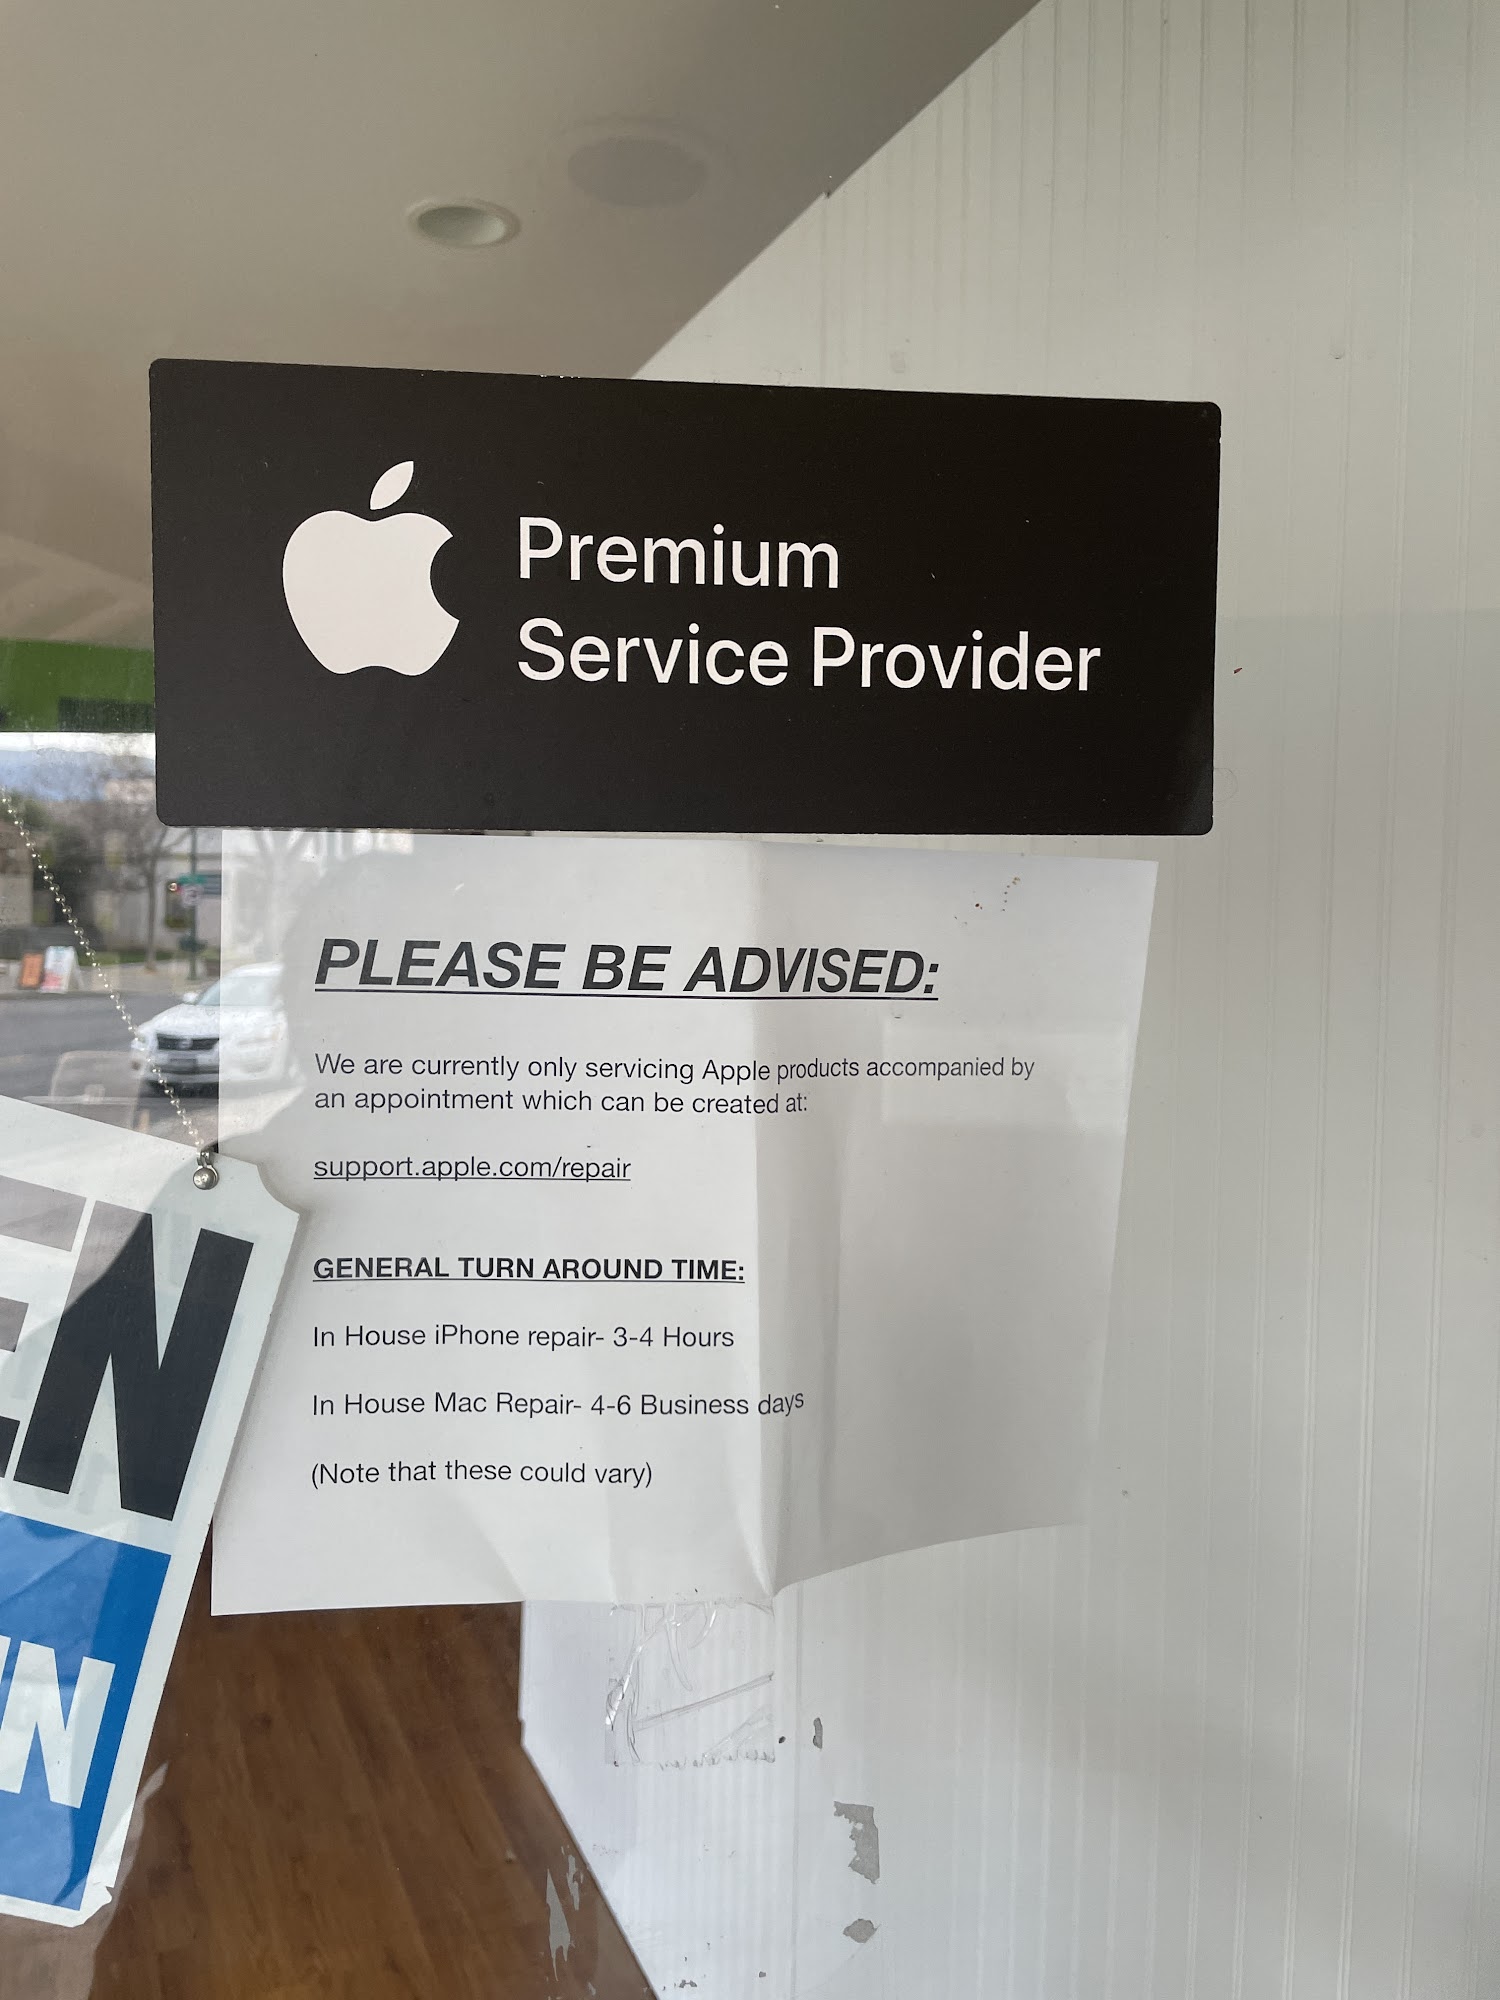 Premium
Service Provider
PLEASE BE ADVISED:
We are currently only servicing Apple products accompanied by
an appointment which can be created at:
support.apple.com/repair
GENERAL TURN AROUND TIME:
In House iPhone repair- 3-4 Hours
In House Mac Repair- 4-6 Business days
(Note that these could vary)
EN
IN